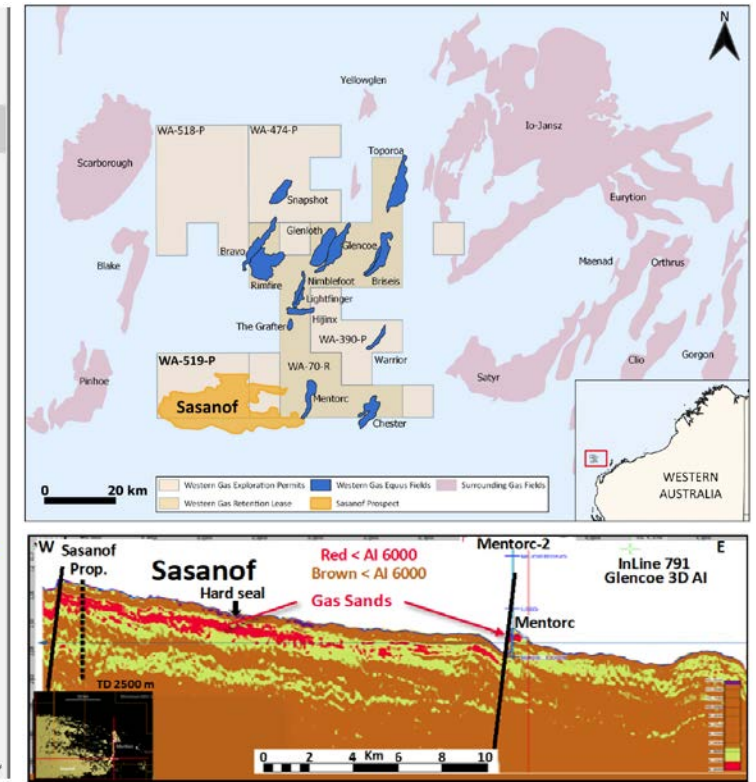 N
Yellowglen
WA-518-P
WA-474-P
Io-Jansz
Toporoa
Scarborough
Snapshot
Eurytion
Glenloth
Bravo
Glencoe
Maenad
Orthrus
Blake
Rimfire
Nimblefoot
Briseis
Lightfinger
The Grafter
Hijinx
WA-390-P
WA-519-P
Warrior
Clio
Gorgon
Pinhoe
WA-70-R
Satyr
Sasanof
Mentorc
Chester
WESTERN
AUSTRALIA
Western Gas Exploration Permits
Western Gas Equus Fields
Surrounding Gas Fields
Western Gas Retention Lease
Sasanof Prospect
0 20 km
W
Sasanof
Prop.
Sasanof
Hard seal
Red < AI 6000
Brown < AI 6000
Gas Sands
Mentorc-2
E
InLine 791
Glencoe 3D AI
Mentorc
TD 2500 m
Km
0 2 4 6 8 10